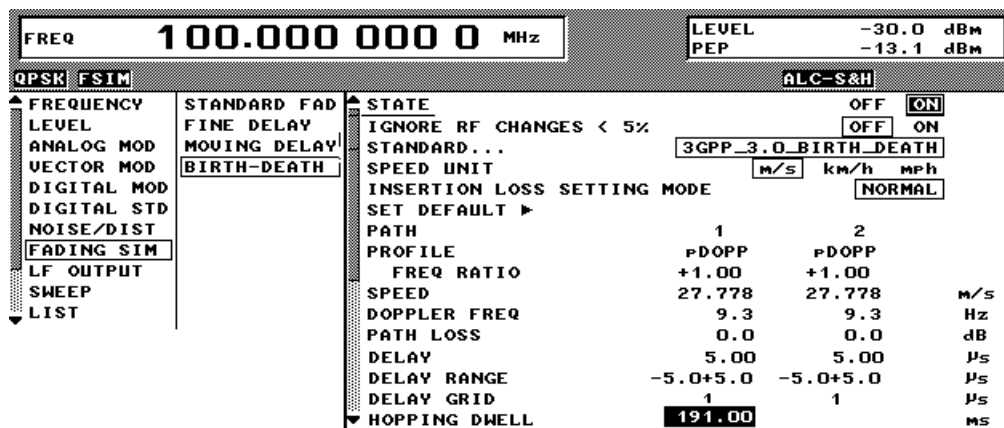 FREQ 100.000 000 0 MHz
LEVEL -30.0 dBm
PEP -13.1 dBm
QPSK FSIM ALC-S&H
FREQUENCY
LEVEL
ANALOG MOD
VECTOR MOD
DIGITAL MOD
DIGITAL STD
NOISE/DIST
FADING SIM
LF OUTPUT
SWEEP
LIST
STANDARD FAD
FINE DELAY
MOVING DELAY
BIRTH-DEATH
STATE OFF ON
IGNORE RF CHANGES < 5% OFF ON
STANDARD... 3GPP_3.0_BIRTH_DEATH
SPEED UNIT m/s km/h mph
INSERTION LOSS SETTING MODE NORMAL
SET DEFAULT ▶
PATH 1 2
PROFILE pDOPP pDOPP
FREQ RATIO +1.00 +1.00
SPEED 27.778 27.778 m/s
DOPPLER FREQ 9.3 9.3 Hz
PATH LOSS 0.0 0.0 dB
DELAY 5.00 5.00 µs
DELAY RANGE -5.0+5.0 -5.0+5.0 µs
DELAY GRID 1 1 µs
HOPPING DWELL 191.00 ms